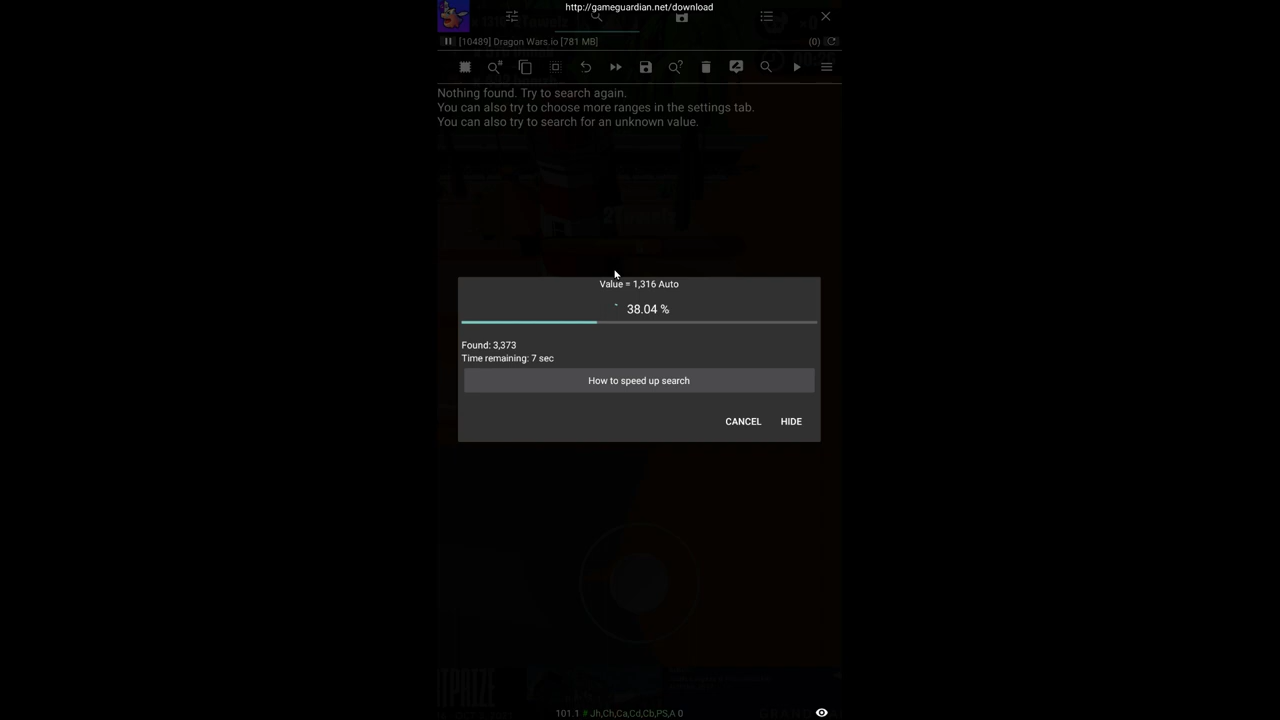 http://gameguardian.net/download
[10489] Dragon Wars.io [781 MB]
(0)
Nothing found. Try to search again.
You can also try to choose more ranges in the settings tab.
You can also try to search for an unknown value.
Value = 1,316 Auto
38.04 %
Found: 3,373
Time remaining: 7 sec
How to speed up search
CANCEL
HIDE
101.1 # Jh,Ch,Ca,Cd,Cb,PS,A 0